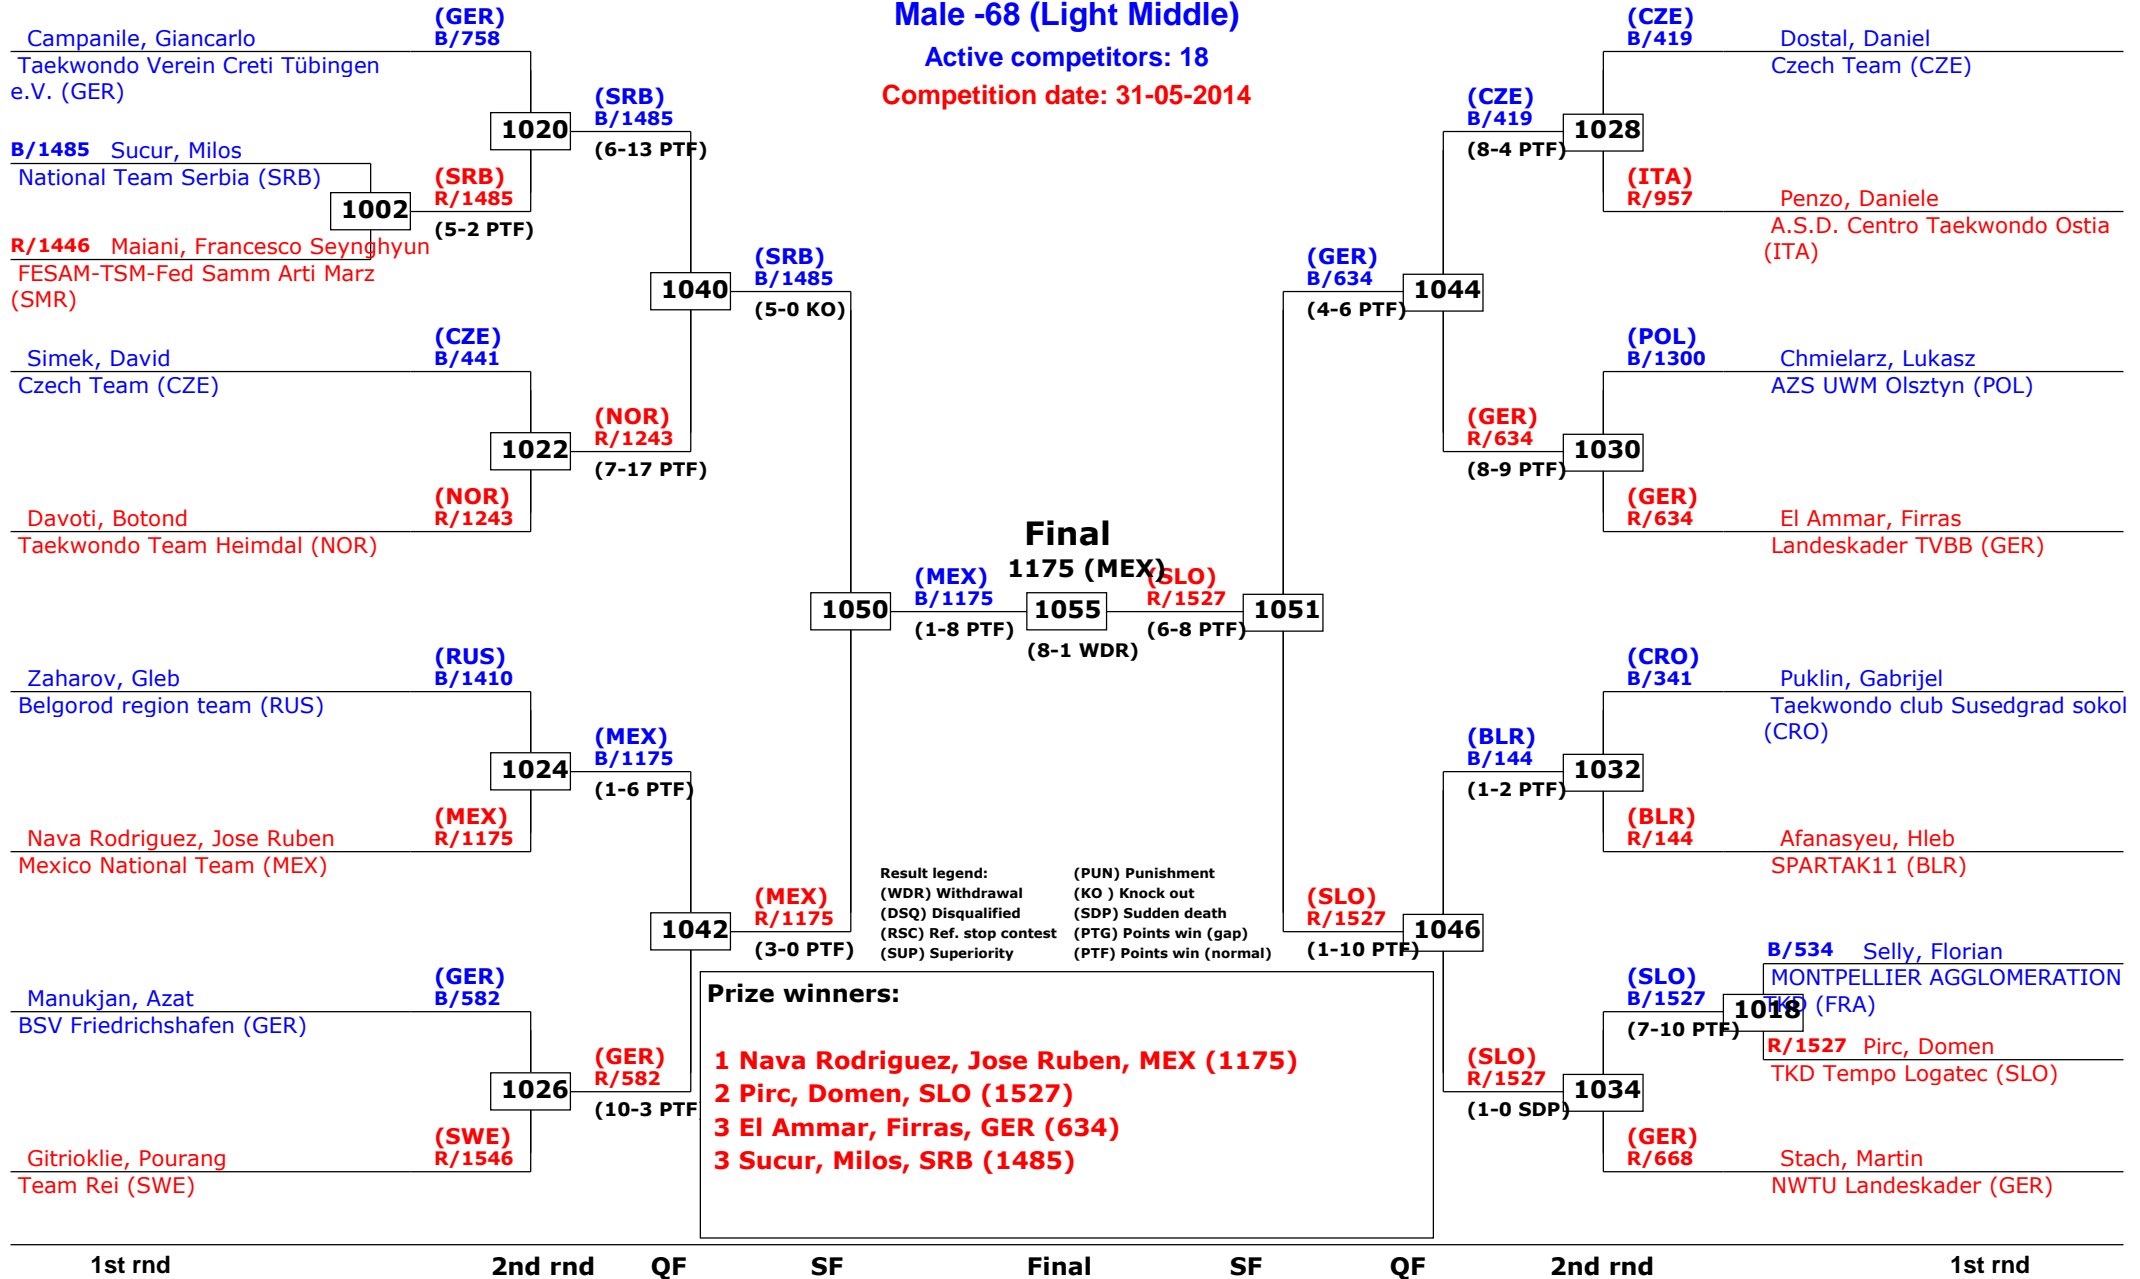 Male -68 (Light Middle)
Active competitors: 18
Competition date: 31-05-2014
(GER)
Campanile, Giancarlo B/758
Taekwondo Verein Creti Tübingen
e.V. (GER)
(SRB)
B/1485
1020
(6-13 PTF)
B/1485 Sucur, Milos
National Team Serbia (SRB)
(SRB)
R/1485
1002
(5-2 PTF)
R/1446 Maiani, Francesco Seynghyun
FESAM-TSM-Fed Samm Arti Marz
(SMR)
(SRB)
B/1485
1040
(5-0 KO)
(CZE)
Simek, David B/441
Czech Team (CZE)
(NOR)
R/1243
1022
(7-17 PTF)
(NOR)
Davoti, Botond R/1243
Taekwondo Team Heimdal (NOR)
Final
1175 (MEX)
(MEX)
B/1175
1050
(1-8 PTF)
1055
(8-1 WDR)
(SLO)
R/1527
1051
(6-8 PTF)
(RUS)
Zaharov, Gleb B/1410
Belgorod region team (RUS)
(MEX)
B/1175
1024
(1-6 PTF)
(MEX)
Nava Rodriguez, Jose Ruben R/1175
Mexico National Team (MEX)
(MEX)
R/1175
1042
(3-0 PTF)
(GER)
Manukjan, Azat B/582
BSV Friedrichshafen (GER)
(GER)
R/582
1026
(10-3 PTF
(SWE)
Gitrioklie, Pourang R/1546
Team Rei (SWE)
(CZE)
B/419 Dostal, Daniel
Czech Team (CZE)
(CZE)
B/419
1028
(8-4 PTF)
(ITA)
R/957 Penzo, Daniele
A.S.D. Centro Taekwondo Ostia
(ITA)
(GER)
B/634
1044
(4-6 PTF)
(POL)
B/1300 Chmielarz, Lukasz
AZS UWM Olsztyn (POL)
(GER)
R/634
1030
(8-9 PTF)
(GER)
R/634 El Ammar, Firras
Landeskader TVBB (GER)
(CRO)
B/341 Puklin, Gabrijel
Taekwondo club Susedgrad sokol
(CRO)
(BLR)
B/144
1032
(1-2 PTF)
(BLR)
R/144 Afanasyeu, Hleb
SPARTAK11 (BLR)
(SLO)
R/1527
1046
(1-10 PTF)
B/534 Selly, Florian
MONTPELLIER AGGLOMERATION
TKD (FRA)
(SLO)
B/1527
1018
(7-10 PTF)
R/1527 Pirc, Domen
TKD Tempo Logatec (SLO)
(SLO)
R/1527
1034
(1-0 SDP)
(GER)
R/668 Stach, Martin
NWTU Landeskader (GER)
Result legend: (PUN) Punishment
(WDR) Withdrawal (KO ) Knock out
(DSQ) Disqualified (SDP) Sudden death
(RSC) Ref. stop contest (PTG) Points win (gap)
(SUP) Superiority (PTF) Points win (normal)
Prize winners:
1 Nava Rodriguez, Jose Ruben, MEX (1175)
2 Pirc, Domen, SLO (1527)
3 El Ammar, Firras, GER (634)
3 Sucur, Milos, SRB (1485)
1st rnd 2nd rnd QF SF Final SF QF 2nd rnd 1st rnd